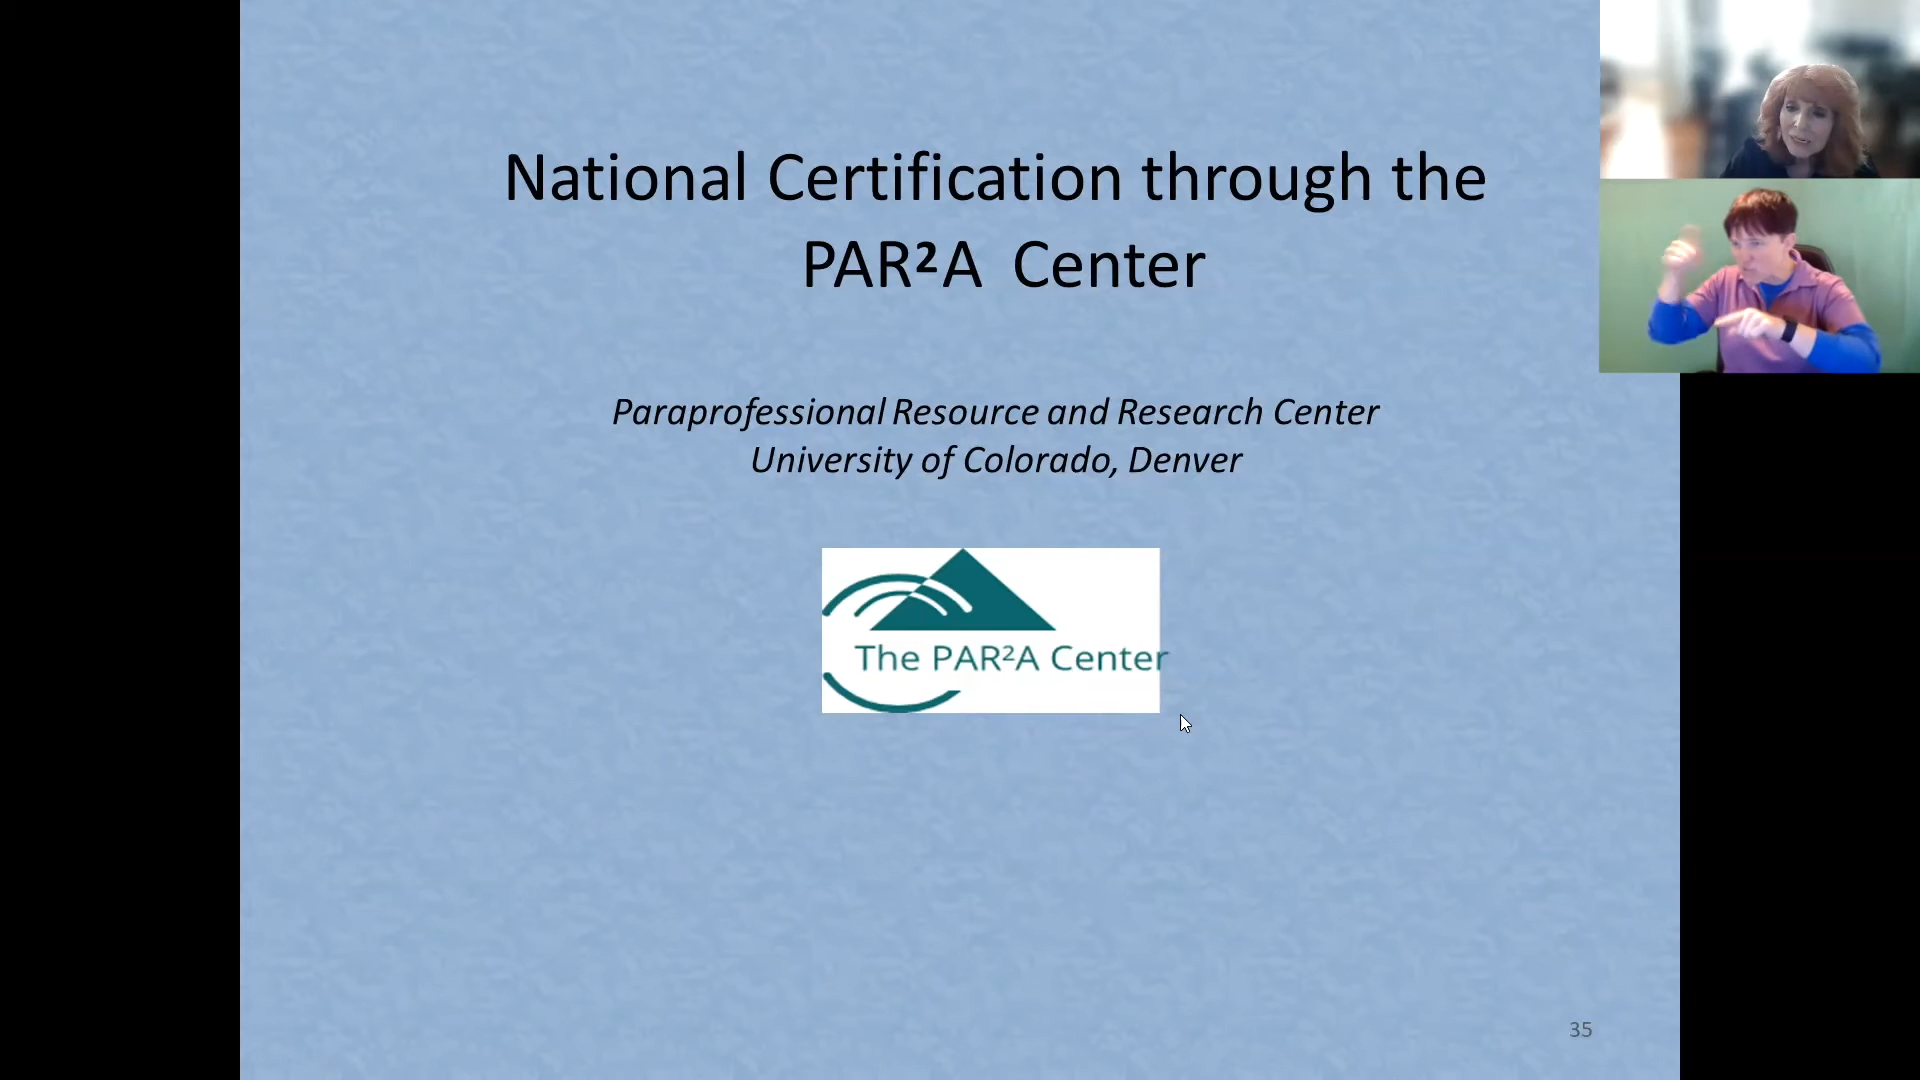 National Certification through the
PAR²A Center
Paraprofessional Resource and Research Center
University of Colorado, Denver
The PAR²A Center
35